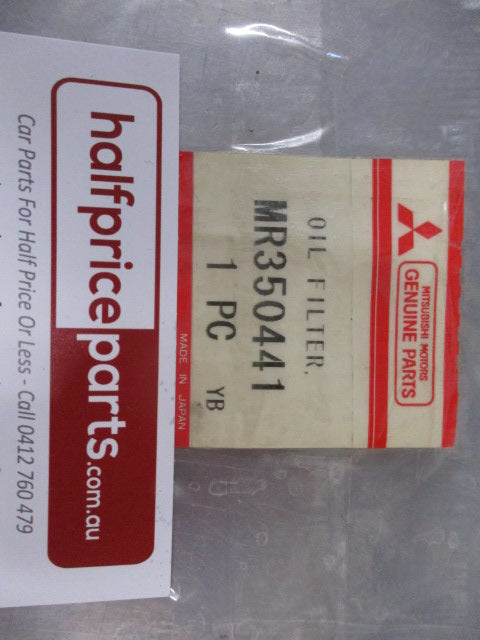 MITSUBISHI MOTORS
GENUINE PARTS
OIL FILTER,
MR350441
1 PC YB
MADE IN JAPAN
halfpriceparts.com.au
Car Parts For Half Price Or Less - Call 0412 760 479